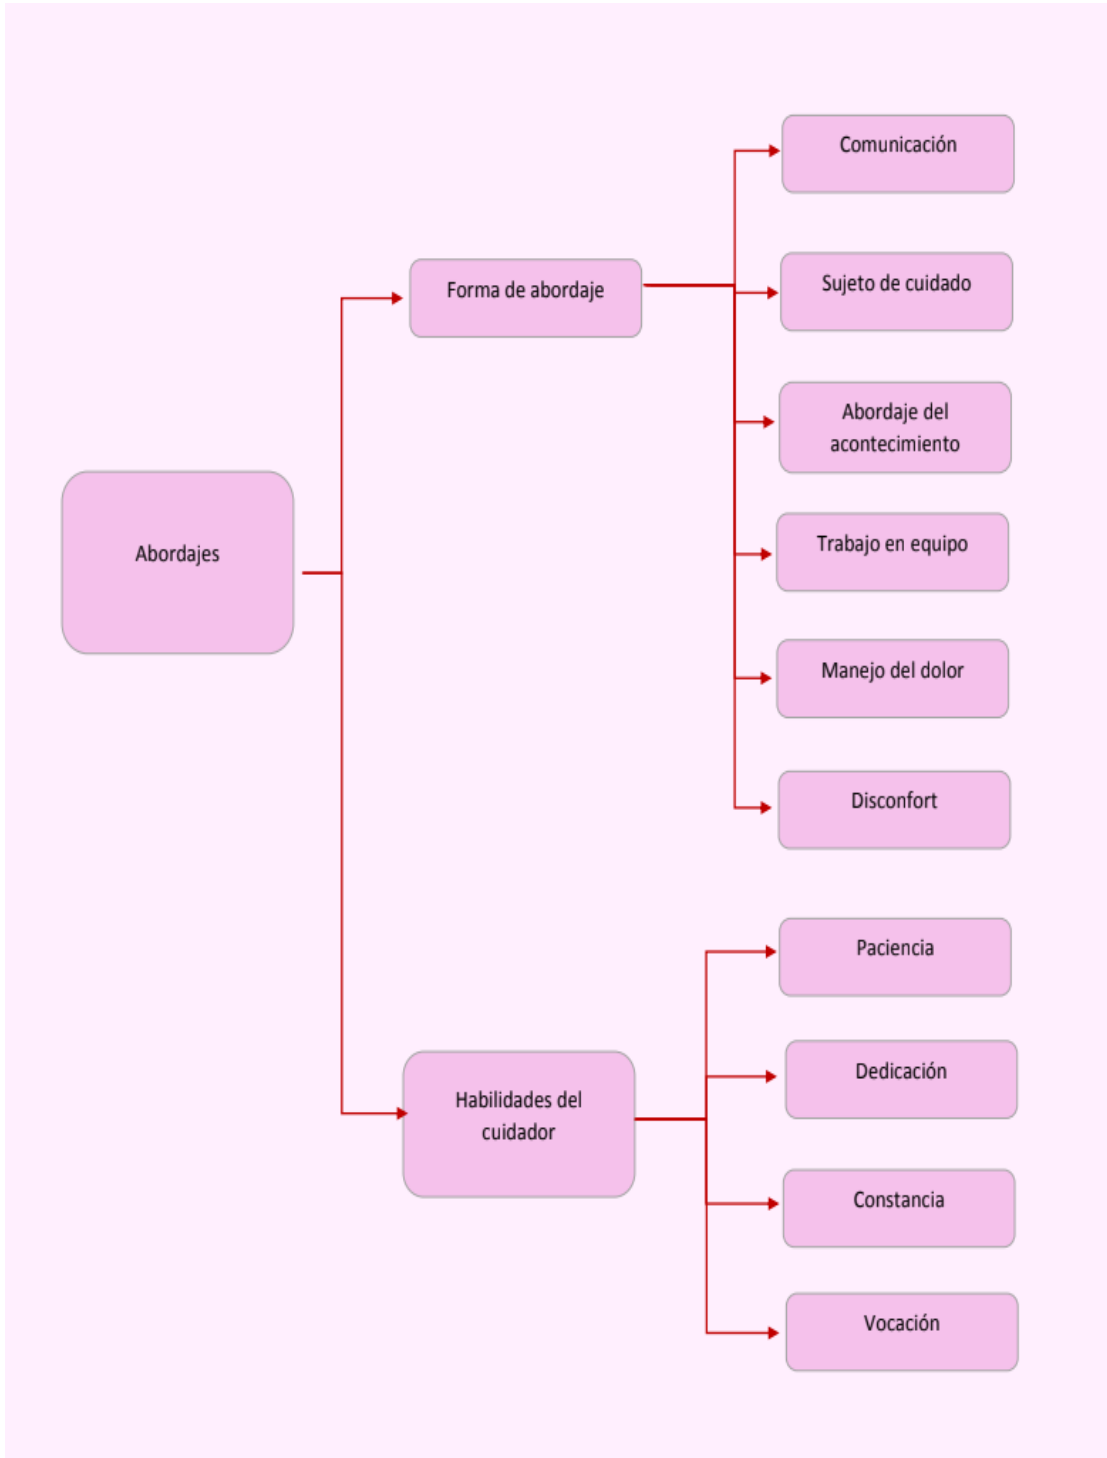 Comunicación
Forma de abordaje
Sujeto de cuidado
Abordaje del
acontecimiento
Abordajes
Trabajo en equipo
Manejo del dolor
Disconfort
Paciencia
Habilidades del
cuidador
Dedicación
Constancia
Vocación